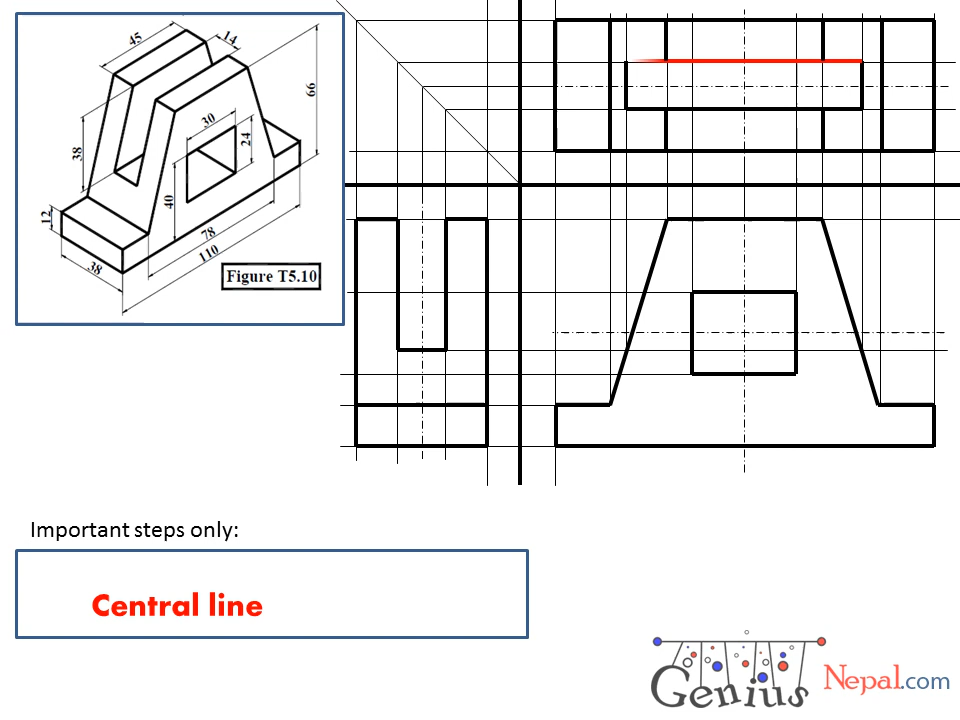 45
14
66
30
38
24
12
40
78
110
38
Figure T5.10
Important steps only:
Central line
Genius
Nepal.com